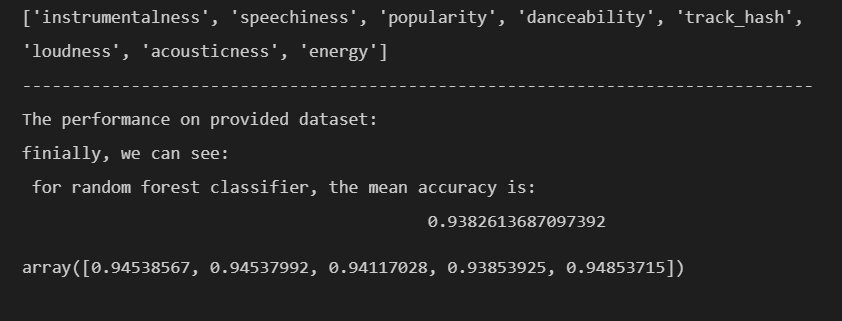 ['instrumentalness', 'speechiness', 'popularity', 'danceability', 'track_hash',
'loudness', 'acousticness', 'energy']
--------------------------------------------------------------------------------
The performance on provided dataset:
finially, we can see:
for random forest classifier, the mean accuracy is:
0.9382613687097392
array([0.94538567, 0.94537992, 0.94117028, 0.93853925, 0.94853715])